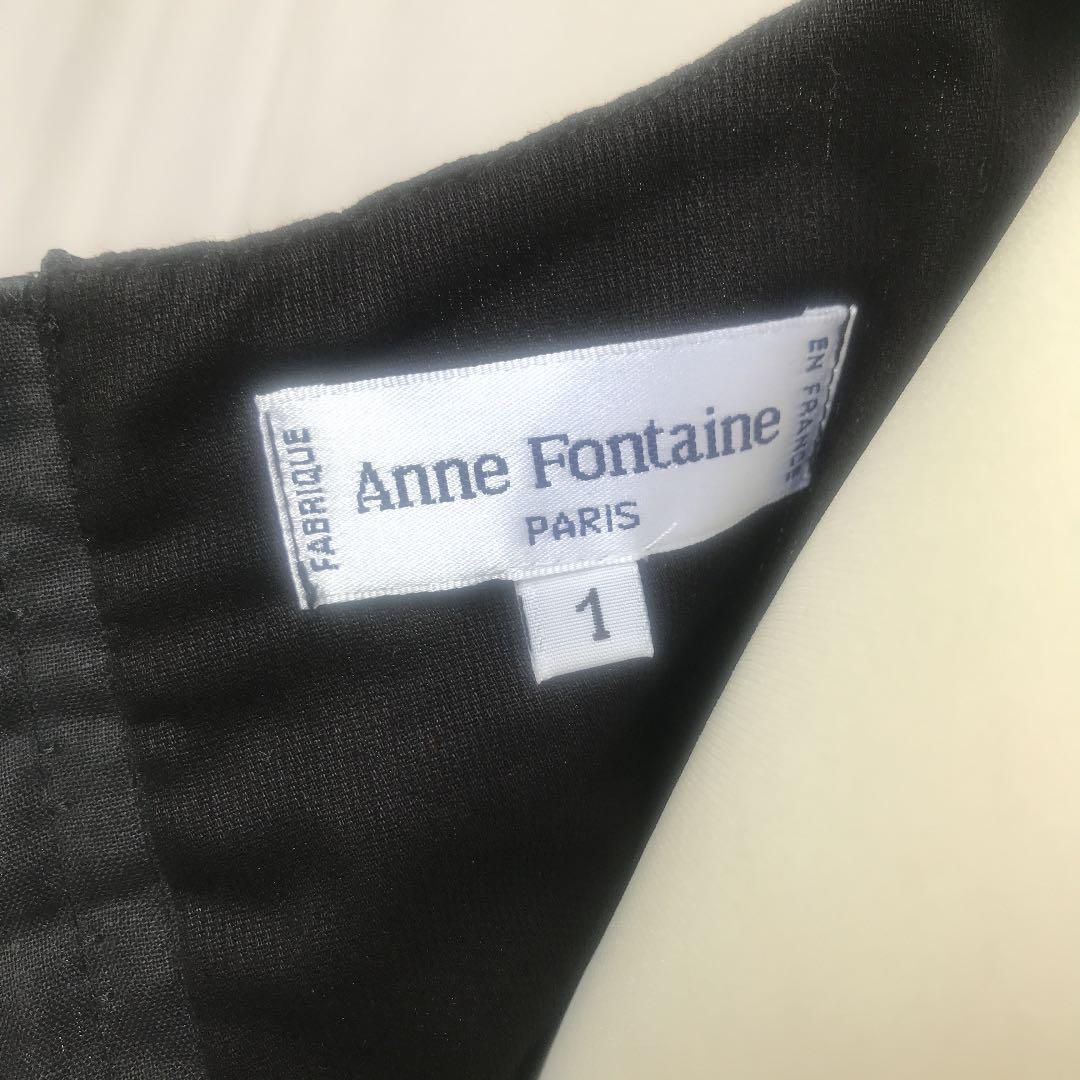 FABRIQUE
Anne Fontaine
PARIS
EN FRANCE
1